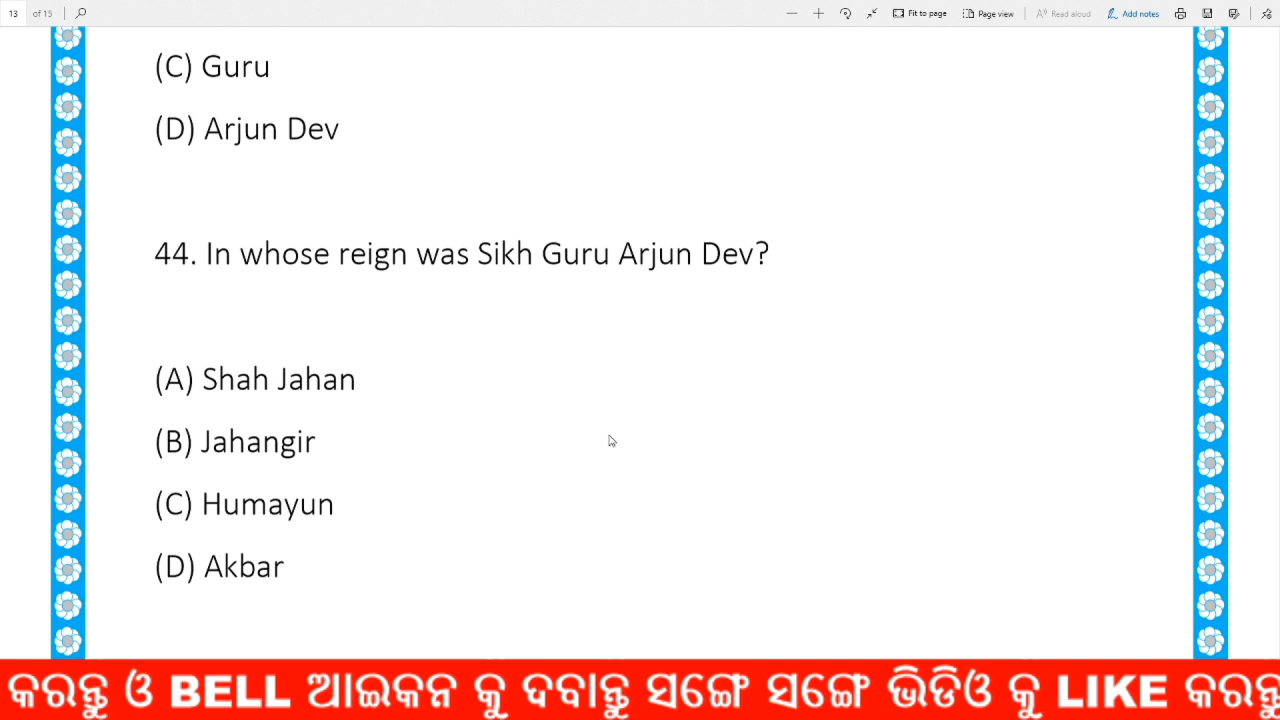 13 of 15 Fit to page Page view Read aloud Add notes
(C) Guru
(D) Arjun Dev
44. In whose reign was Sikh Guru Arjun Dev?
(A) Shah Jahan
(B) Jahangir
(C) Humayun
(D) Akbar
କରନ୍ତୁ ଓ BELL ଆଇକନ କୁ ଦବାନ୍ତୁ ସଙ୍ଗେ ସଙ୍ଗେ ଭିଡିଓ କୁ LIKE କରନ୍ତୁ